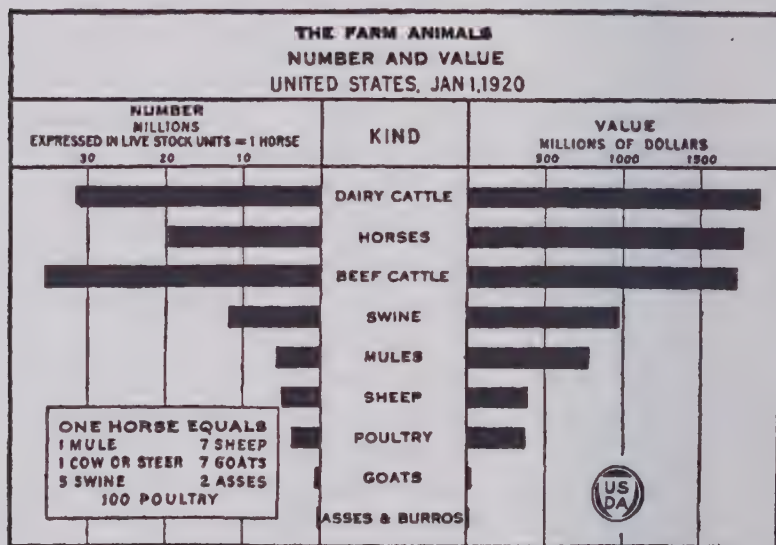 THE FARM ANIMALS
NUMBER AND VALUE
UNITED STATES, JAN 1, 1920
NUMBER
MILLIONS
EXPRESSED IN LIVE STOCK UNITS = 1 HORSE
30 20 10
KIND
VALUE
MILLIONS OF DOLLARS
500 1000 1500
DAIRY CATTLE
HORSES
BEEF CATTLE
SWINE
MULES
SHEEP
POULTRY
GOATS
ASSES & BURROS
ONE HORSE EQUALS
1 MULE 7 SHEEP
1 COW OR STEER 7 GOATS
5 SWINE 2 ASSES
100 POULTRY
US
DA